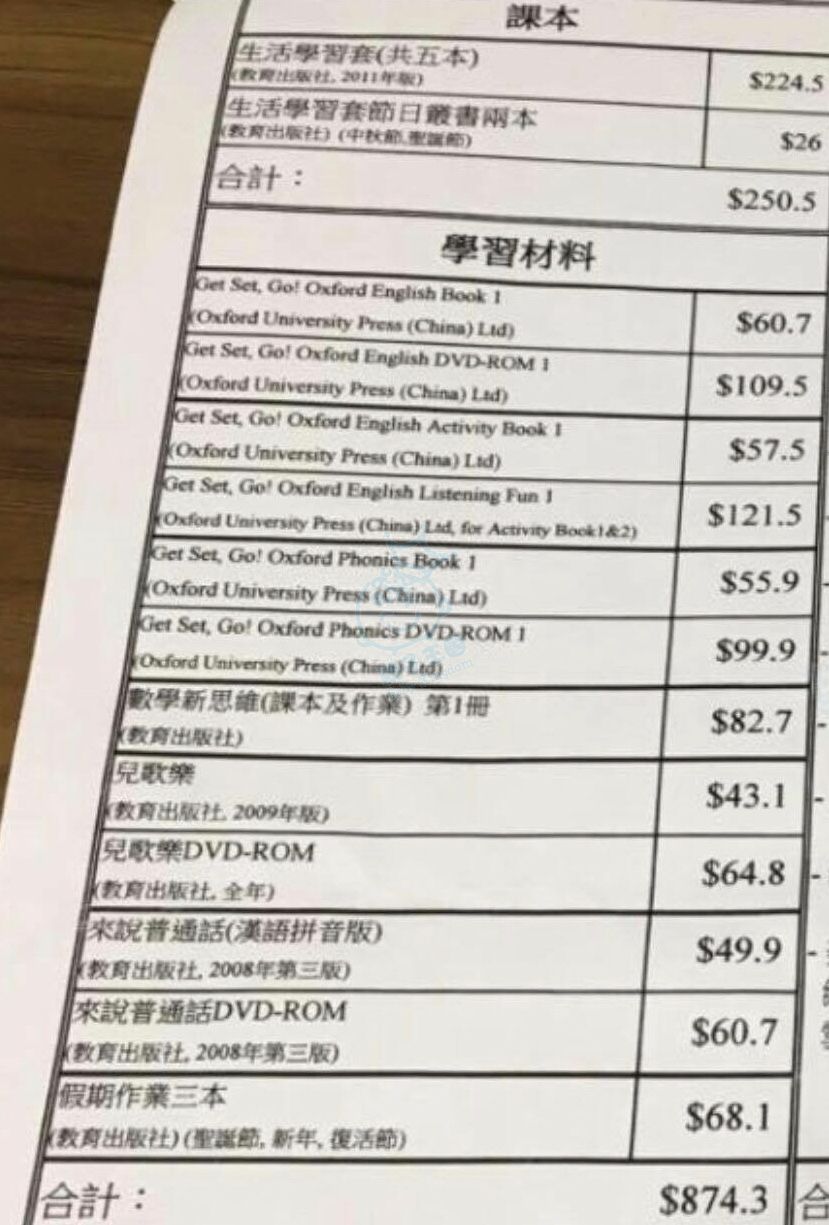 課本
生活學習套(共五本)
(教育出版社, 2011年版)
$224.5
生活學習套節日叢書兩本
(教育出版社) (中秋節,聖誕節)
$26
合計：
$250.5
學習材料
Get Set, Go! Oxford English Book 1
(Oxford University Press (China) Ltd)
$60.7
Get Set, Go! Oxford English DVD-ROM 1
(Oxford University Press (China) Ltd)
$109.5
Get Set, Go! Oxford English Activity Book 1
(Oxford University Press (China) Ltd)
$57.5
Get Set, Go! Oxford English Listening Fun 1
(Oxford University Press (China) Ltd, for Activity Book1&2)
$121.5
Get Set, Go! Oxford Phonics Book 1
(Oxford University Press (China) Ltd)
$55.9
Get Set, Go! Oxford Phonics DVD-ROM 1
(Oxford University Press (China) Ltd)
$99.9
數學新思維(課本及作業) 第1冊
(教育出版社)
$82.7
兒歌樂
(教育出版社, 2009年版)
$43.1
兒歌樂DVD-ROM
(教育出版社, 全年)
$64.8
來說普通話(漢語拼音版)
(教育出版社, 2008年第三版)
$49.9
來說普通話DVD-ROM
(教育出版社, 2008年第三版)
$60.7
假期作業三本
(教育出版社) (聖誕節, 新年, 復活節)
$68.1
合計：
$874.3
合